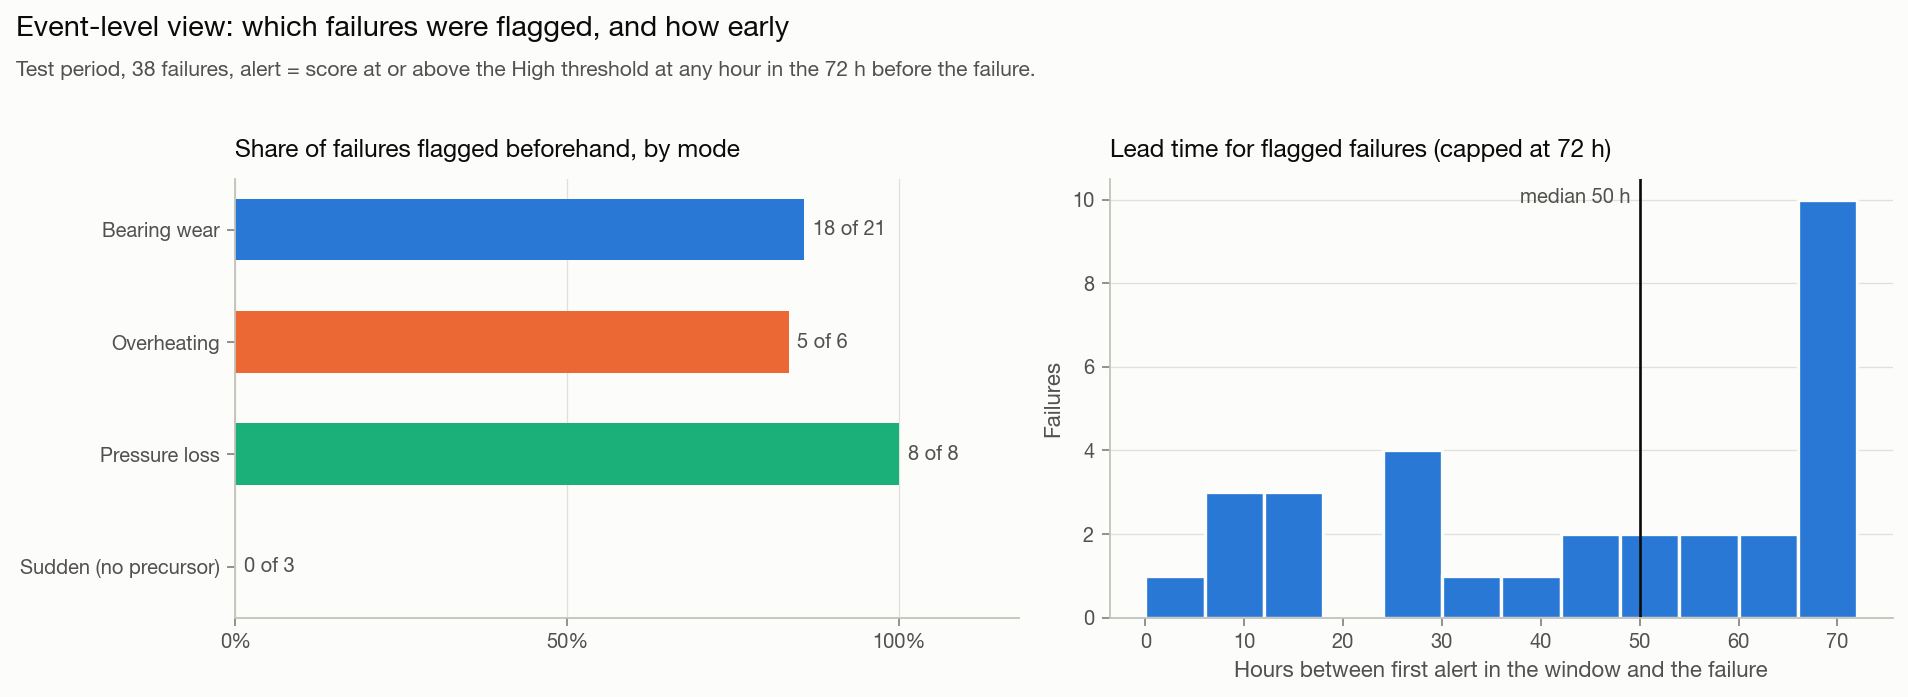 Event-level view: which failures were flagged, and how early
Test period, 38 failures, alert = score at or above the High threshold at any hour in the 72 h before the failure.
Share of failures flagged beforehand, by mode
Bearing wear
18 of 21
Overheating
5 of 6
Pressure loss
8 of 8
Sudden (no precursor)
0 of 3
0%
50%
100%
Lead time for flagged failures (capped at 72 h)
median 50 h
Failures
10
8
6
4
2
0
0
10
20
30
40
50
60
70
Hours between first alert in the window and the failure